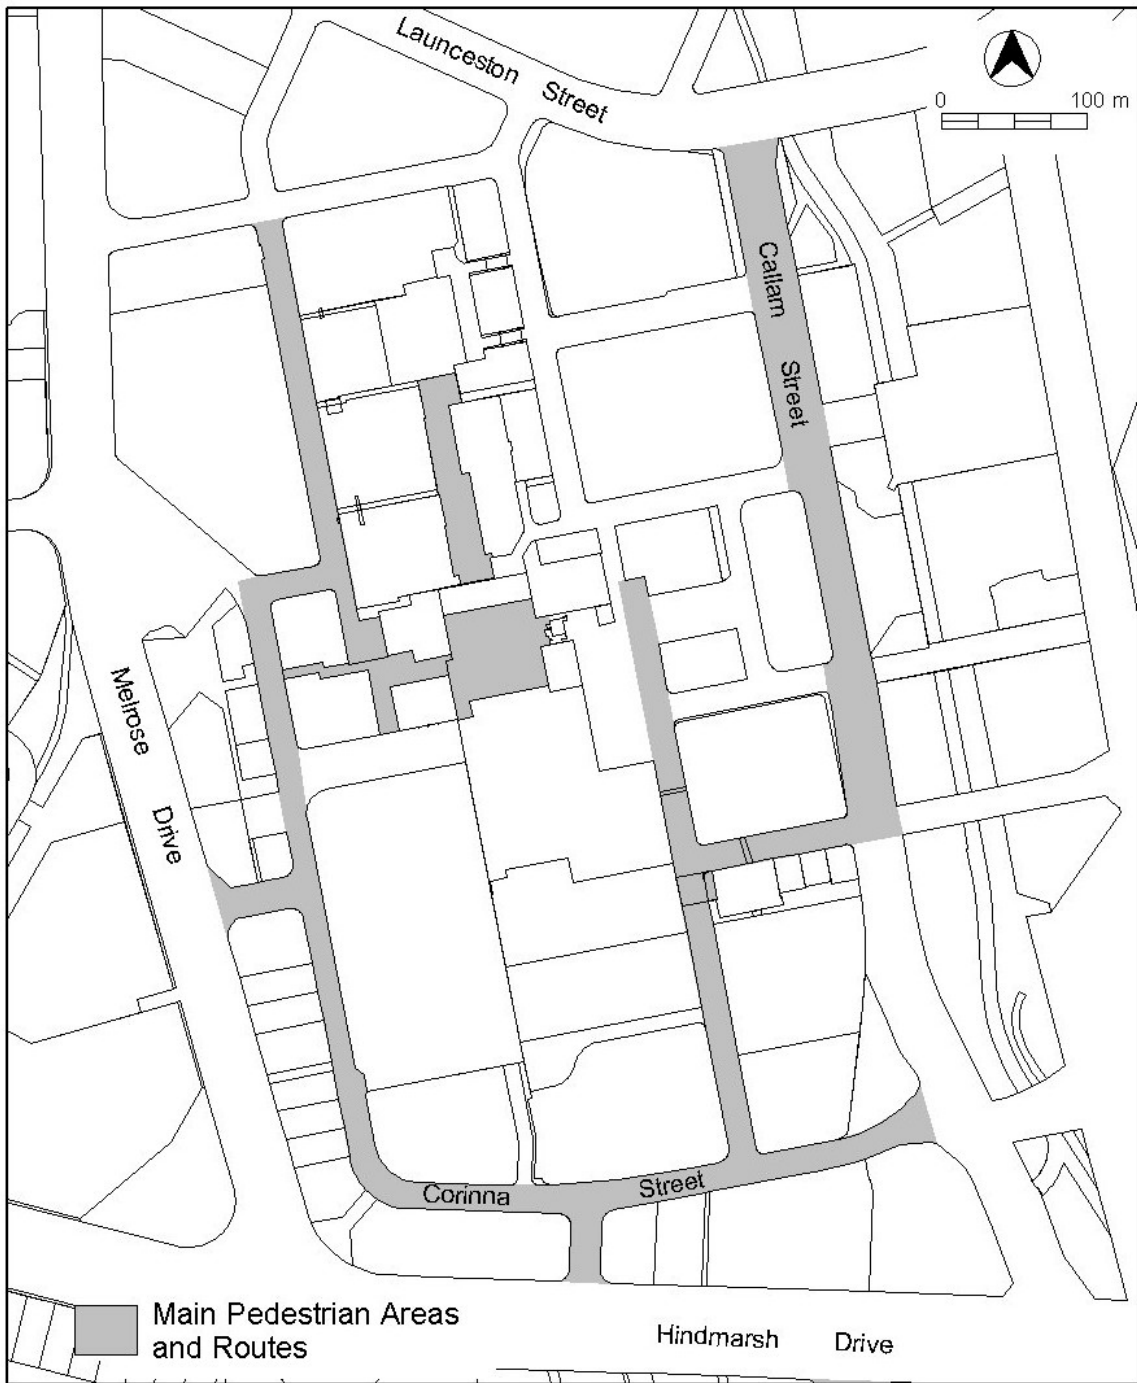 Launceston
Street
0 100 m
Callam
Street
Melrose
Drive
Corinna
Street
Main Pedestrian Areas
and Routes
Hindmarsh Drive